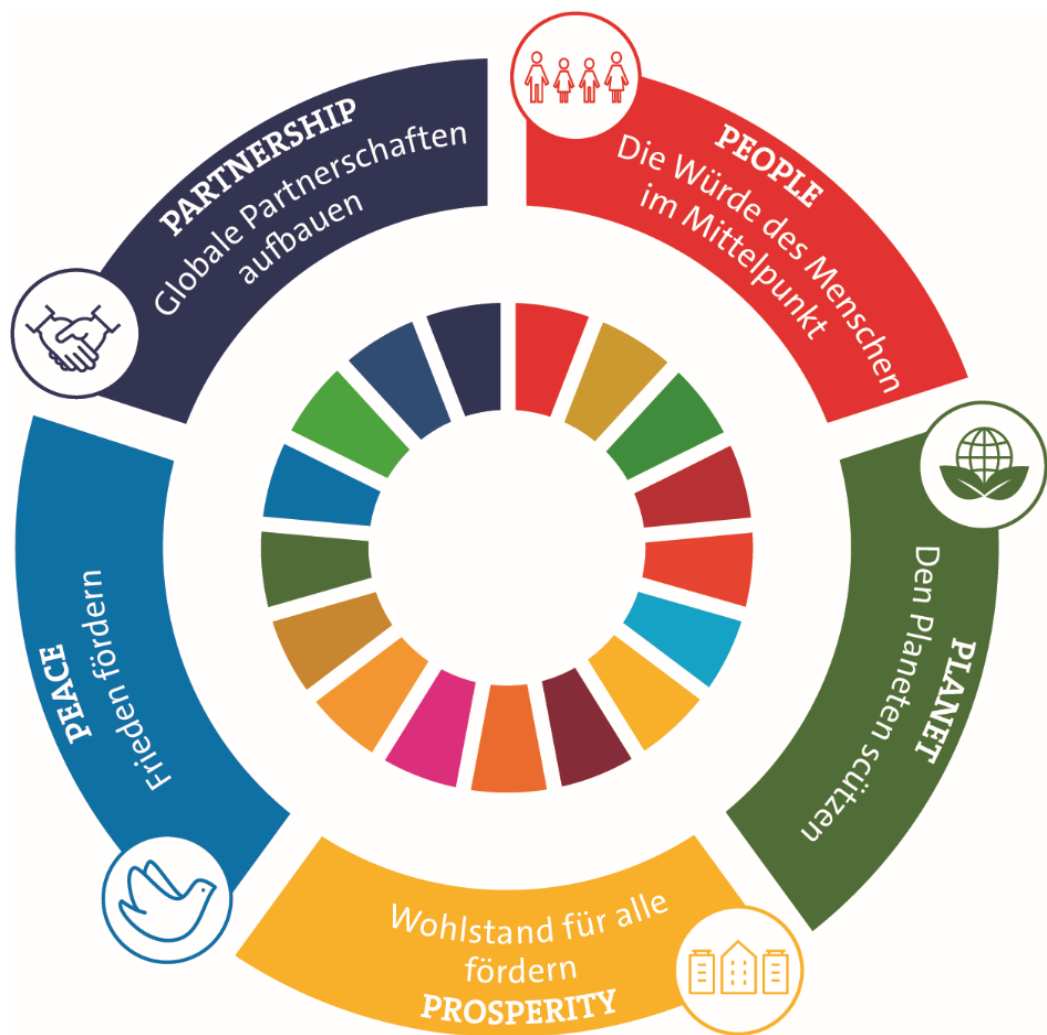 PEOPLE
Die Würde des Menschen
im Mittelpunkt
PLANET
Den Planeten scützen
Wohlstand für alle
fördern
PROSPERITY
PEACE
Frieden fördern
PARTNERSHIP
Globale Partnerschaften
aufbauen